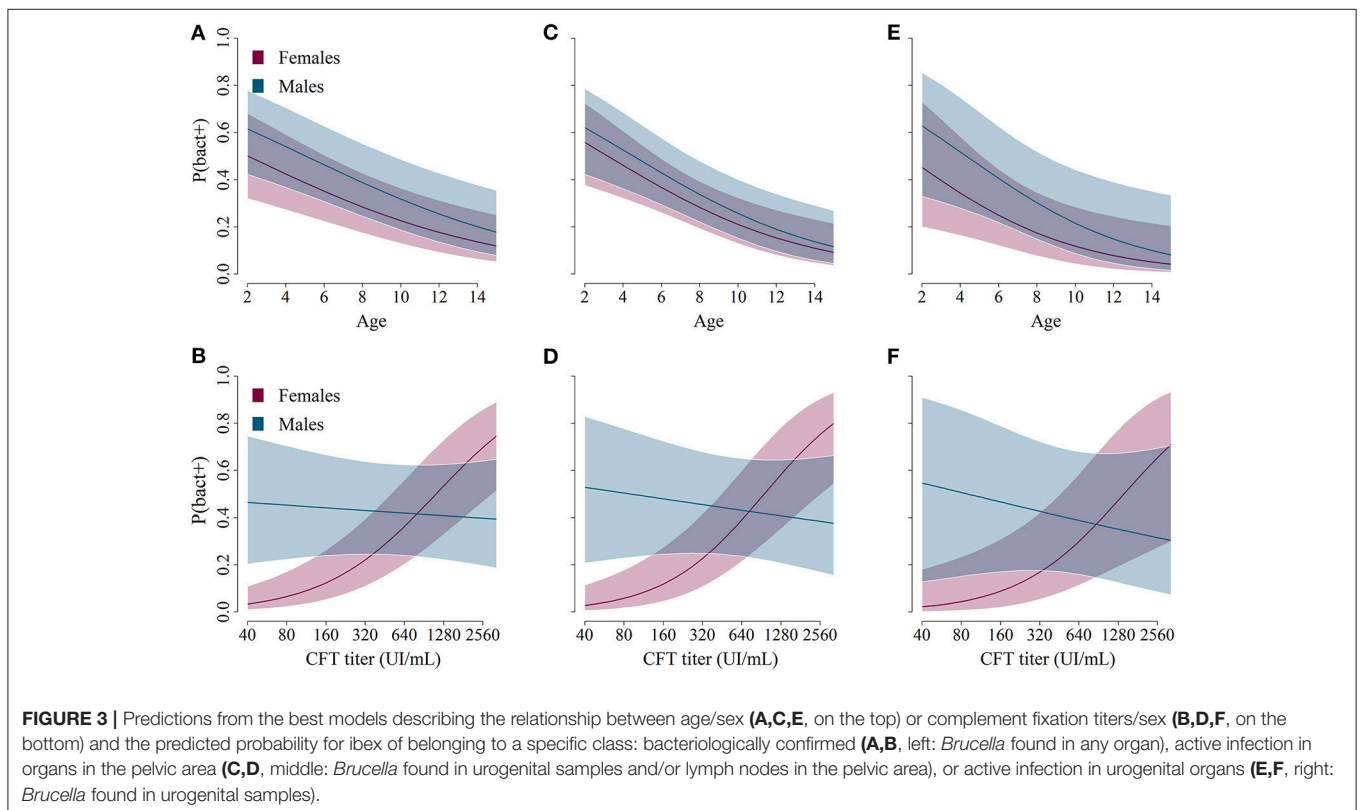 A
C
E
1.0
Females
Males
0.8
0.6
P(bact+)
0.4
0.2
0.0
2 4 6 8 10 12 14
2 4 6 8 10 12 14
2 4 6 8 10 12 14
Age
Age
Age
B
D
F
1.0
Females
Males
0.8
0.6
P(bact+)
0.4
0.2
0.0
40 80 160 320 640 1280 2560
40 80 160 320 640 1280 2560
40 80 160 320 640 1280 2560
CFT titer (UI/mL)
CFT titer (UI/mL)
CFT titer (UI/mL)
FIGURE 3 | Predictions from the best models describing the relationship between age/sex (A,C,E, on the top) or complement fixation titers/sex (B,D,F, on the
bottom) and the predicted probability for ibex of belonging to a specific class: bacteriologically confirmed (A,B, left: Brucella found in any organ), active infection in
organs in the pelvic area (C,D, middle: Brucella found in urogenital samples and/or lymph nodes in the pelvic area), or active infection in urogenital organs (E,F, right:
Brucella found in urogenital samples).